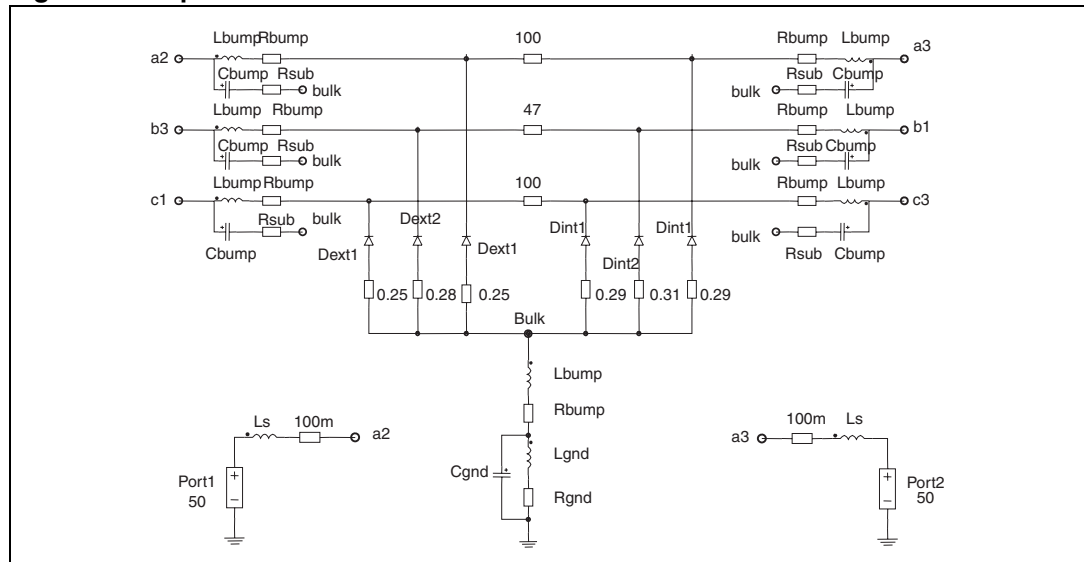 Lbump Rbump 100 Rbump Lbump
a2 a3
Cbump Rsub Rsub Cbump
bulk bulk
Lbump Rbump 47 Rbump Lbump
b3 b1
Cbump Rsub Rsub Cbump
bulk bulk
Lbump Rbump 100 Rbump Lbump
c1 c3
Rsub bulk Dext2 Dint1 Dint1 bulk
Cbump Dext1 Dext1 Dint2 Rsub Cbump
0.25 0.28 0.25 0.29 0.31 0.29
Bulk
Lbump
Rbump
Ls 100m 100m Ls
a2 a3
Lgnd
Cgnd
Port1 + Rgnd + Port2
50 − − 50